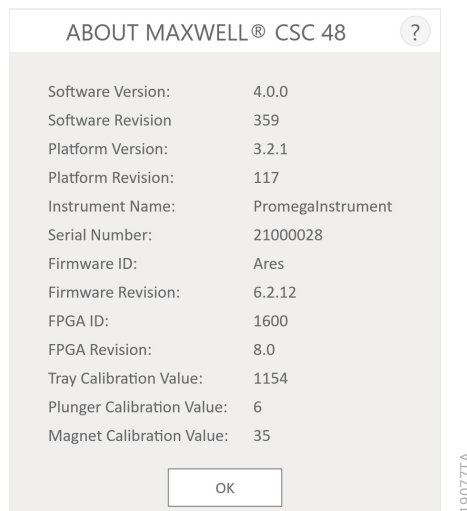 ABOUT MAXWELL® CSC 48
?
Software Version: 4.0.0
Software Revision 359
Platform Version: 3.2.1
Platform Revision: 117
Instrument Name: PromegaInstrument
Serial Number: 21000028
Firmware ID: Ares
Firmware Revision: 6.2.12
FPGA ID: 1600
FPGA Revision: 8.0
Tray Calibration Value: 1154
Plunger Calibration Value: 6
Magnet Calibration Value: 35
OK
19077TA